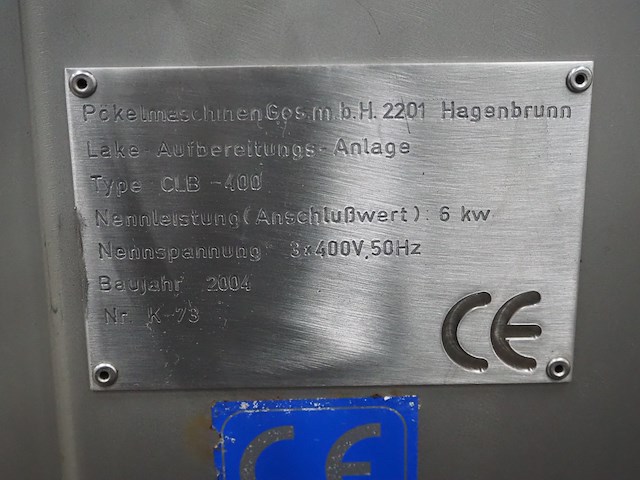 PökelmaschinenGes.m.b.H. 2201 Hagenbrunn
Lake-Aufbereitungs-Anlage
Type CLB-400
Nennleistung(Anschlußwert): 6 kw
Nennspannung 3x400V,50Hz
Baujahr 2004
Nr K-73
CE
CE